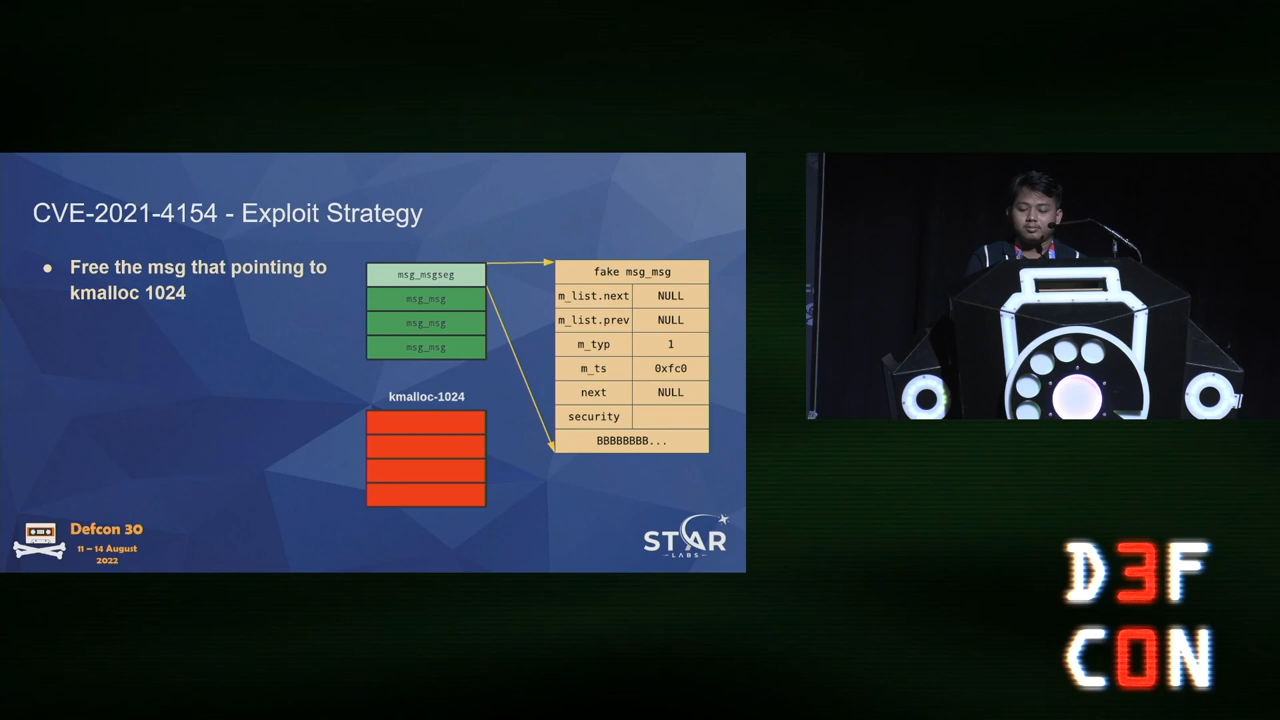 CVE-2021-4154 - Exploit Strategy
● Free the msg that pointing to
kmalloc 1024
msg_msgseg
msg_msg
msg_msg
msg_msg
kmalloc-1024
fake msg_msg
m_list.next NULL
m_list.prev NULL
m_typ 1
m_ts 0xfc0
next NULL
security
BBBBBBBB...
Defcon 30
11 – 14 August
2022
STAR
LABS
D3F
C0N